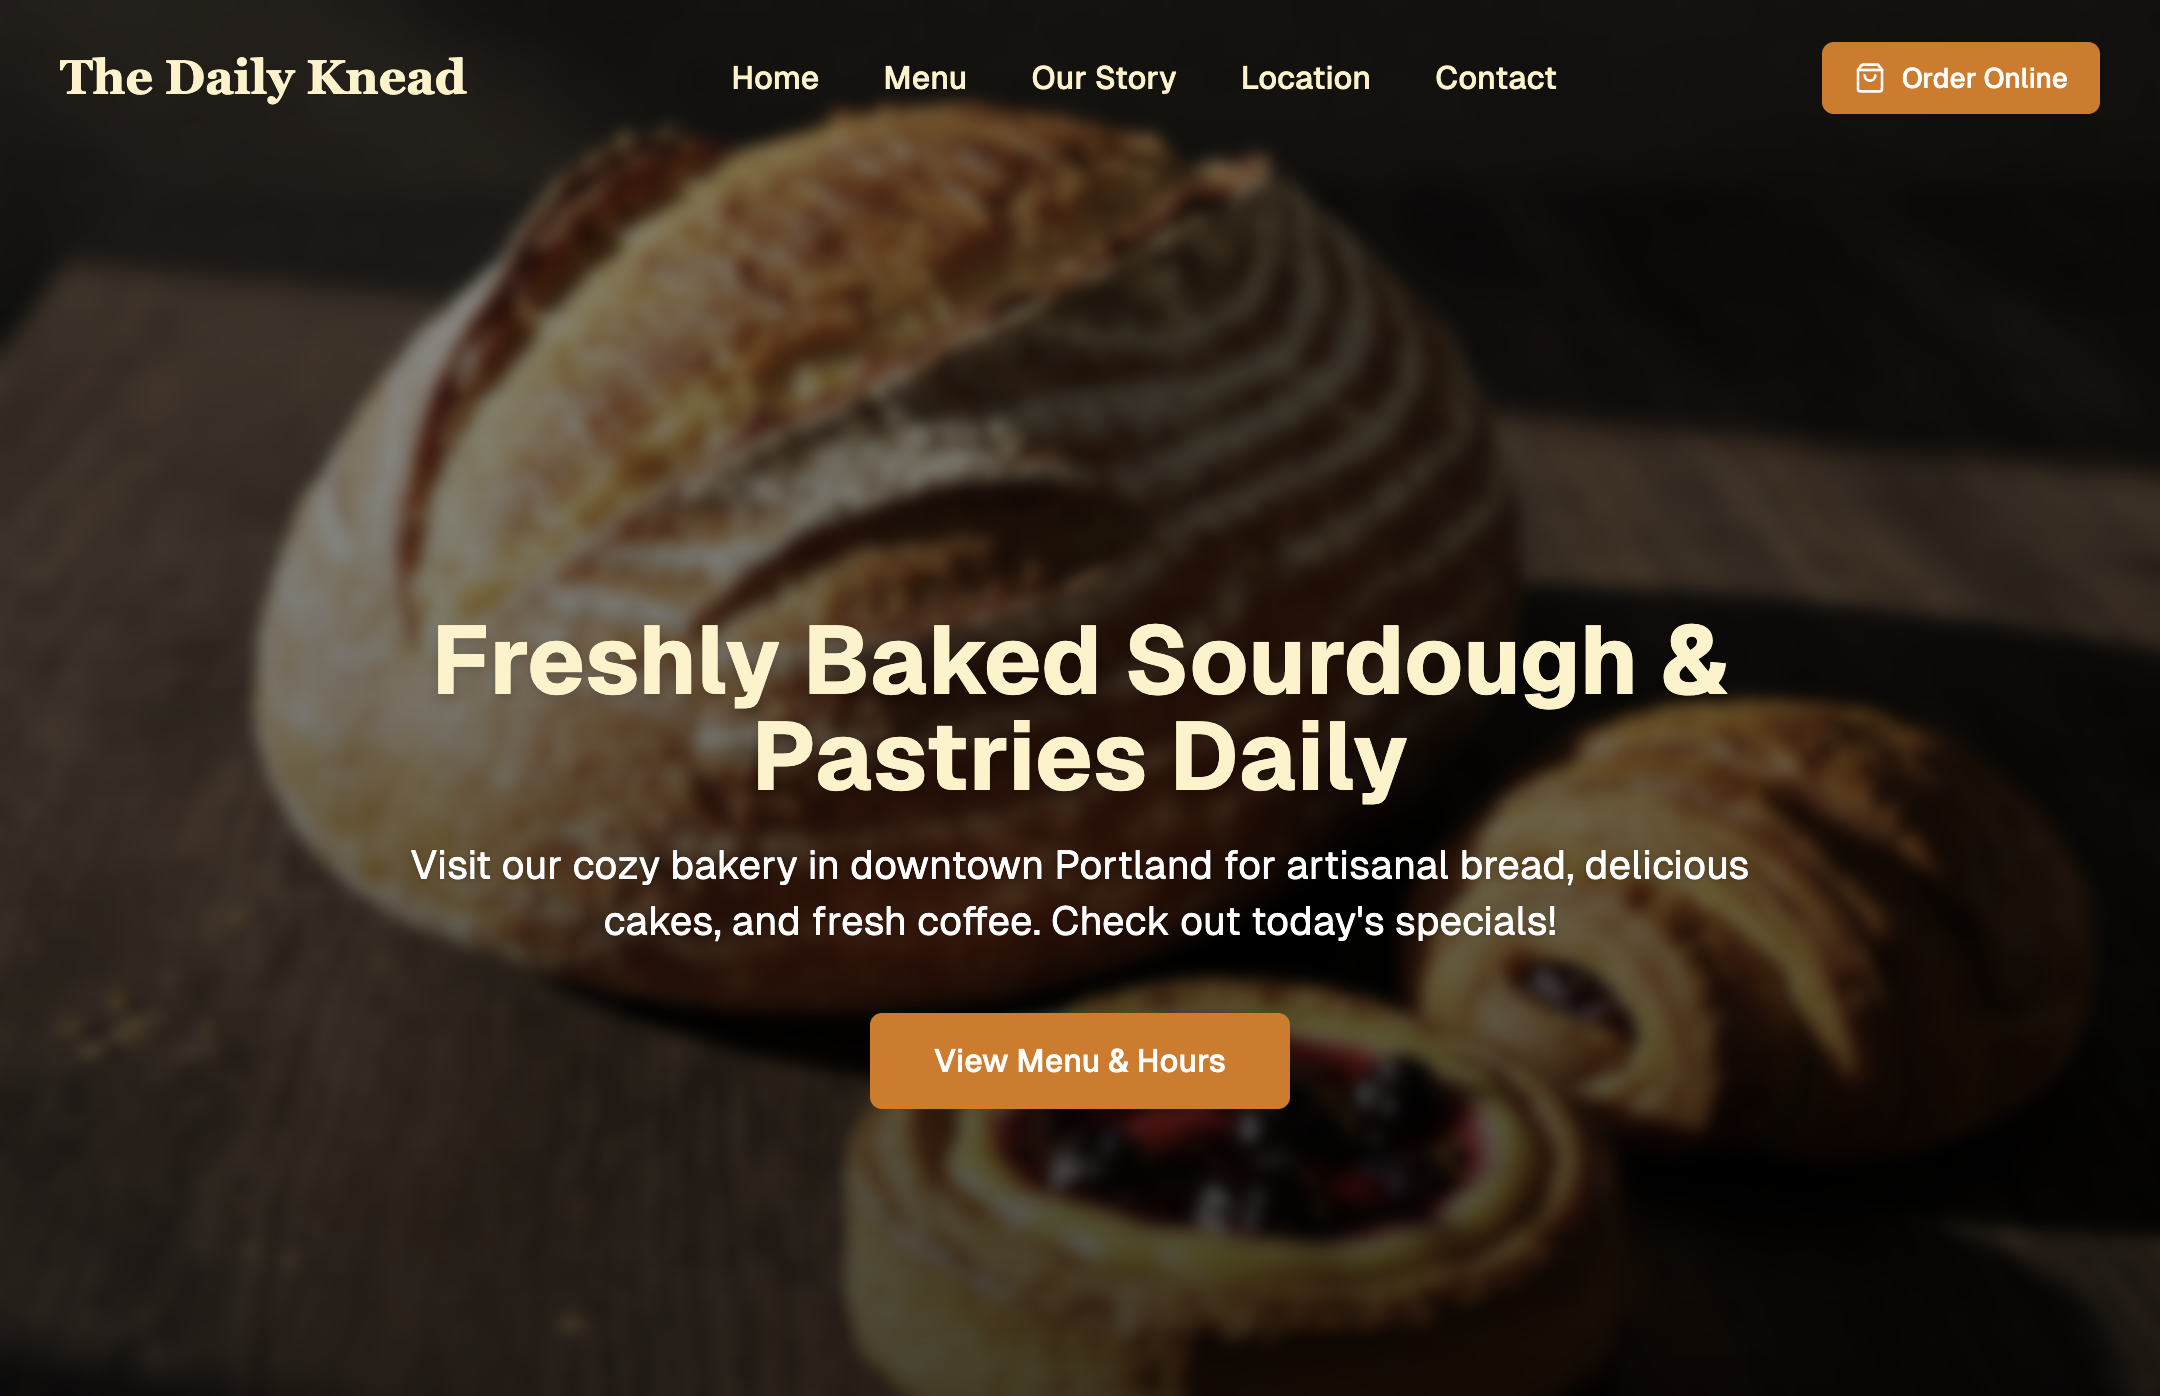 The Daily Knead
Home
Menu
Our Story
Location
Contact
Order Online
Freshly Baked Sourdough &
Pastries Daily
Visit our cozy bakery in downtown Portland for artisanal bread, delicious
cakes, and fresh coffee. Check out today's specials!
View Menu & Hours